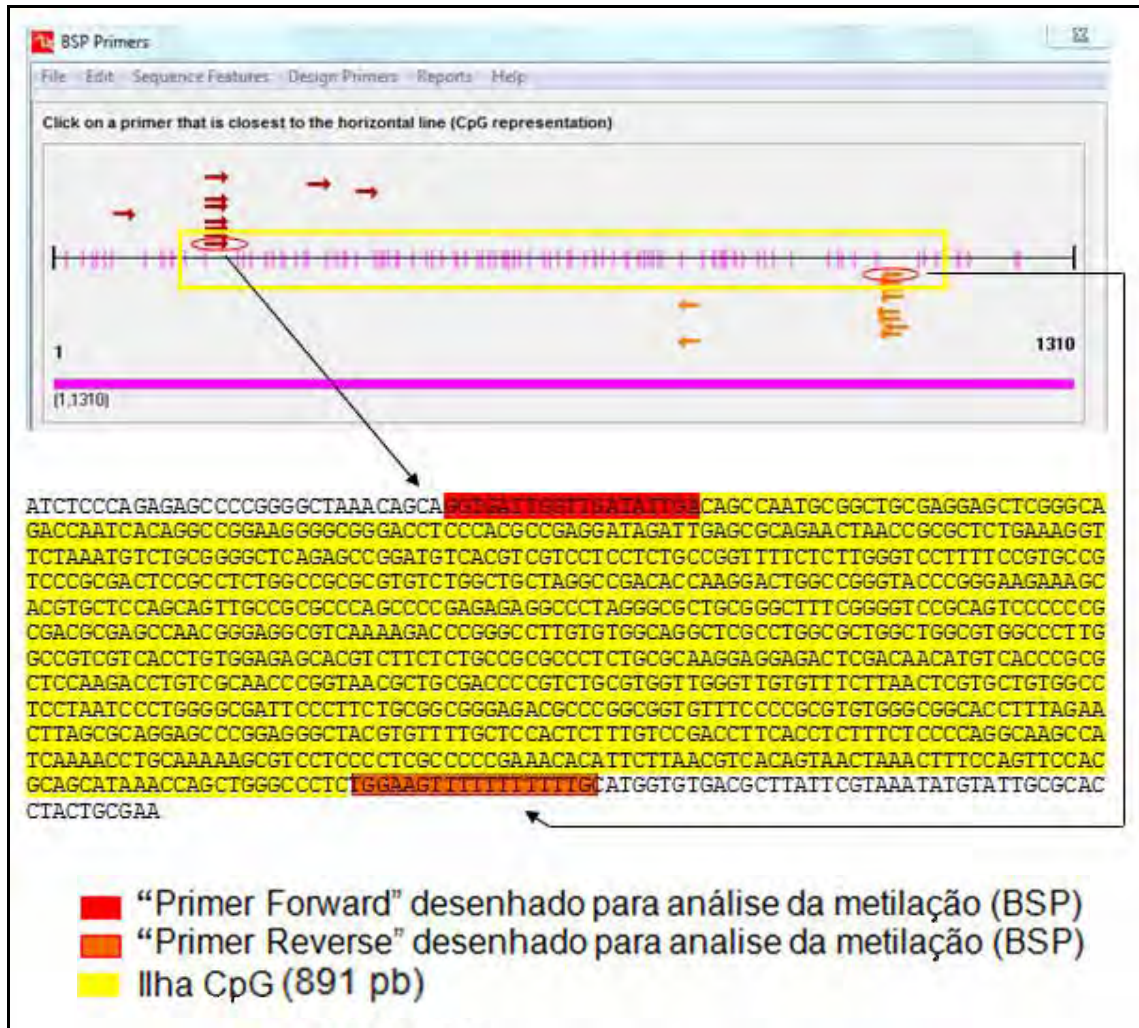 BSP Primers
File Edit Sequence Features Design Primers Reports Help
Click on a primer that is closest to the horizontal line (CpG representation)
1
1310
(1,1310)
ATCTCCCAGAGAGCCCCCGGGGCTAAACAGCAGGTGATTGGTTGATATTGACAGCCAATGCGGCTGCGAGGAGCTCGGGCA
GACCAATCACAGGCCGGAAGGGGCGGGACCTCCCACGCCGAGGATAGATTGAGCGCAGAACTAACCGCGCTCTGAAAGGT
TCTAAATGTCTGCGGGGCTCAGAGCCGGATGTCACGTCGTCCTCCTCTGCCGGTTTTCTCTTGGGTCCTTTTCCGTGCCG
TCCCGCGACTCCGCCTCTGGCCGCGCGTGTCTGGCTGCTAGGCCGACACCAAGGACTGGCCGGGTACCCGGGAAGAAAGC
ACGTGCTCCAGCAGTTGCCGCGCCCAGCCCCGAGAGAGGCCCTAGGGCGCTGCGGGCTTTCGGGGTCCGCAGTCCCCCCG
CGACGCGAGCCAACGGGAGGCGTCAAAAGACCCGGGCCTTGTGTGGCAGGCTCGCCTGGCGCTGGCTGGCGTGGCCCTTG
GCCGTCGTCACCTGTGGAGAGCACGTCTTCTCTGCCGCGCCCTCTGCGCAAGGAGGAGACTCGACAACATGTCACCCGCG
CTCCAAGACCTGTCGCAACCCGGTAACGCTGCGACCCCGTCTGCGTGGTTGGGTTGTGTTTCTTAACTCGTGCTGTGGCC
TCCTAATCCCTGGGGCGATTCCCTTCTGCGGCGGGAGACGCCCGGCGGTGTTTCCCCGCGTGTGGGCGGCACCTTTAGAA
CTTAGCGCAGGAGCCCGGAGGGCTACGTGTTTTGCTCCACTCTTTGTCCGACCTTCACCTCTTTCTCCCCAGGCAAGCCA
TCAAAACCTGCAAAAAGCGTCCTCCCCTCGCCCCCGAAACACATTCTTAACGTCACAGTAACTAAACTTTCCAGTTCCAC
GCAGCATAAACCAGCTGGGCCCTCTGGAAGTTTTTTTTTTTGCATGGTGTGACGCTTATTCGTAAATATGTATTGCGCAC
CTACTGCGAA
“Primer Forward” desenhado para análise da metilação (BSP)
“Primer Reverse” desenhado para analise da metilação (BSP)
Ilha CpG (891 pb)